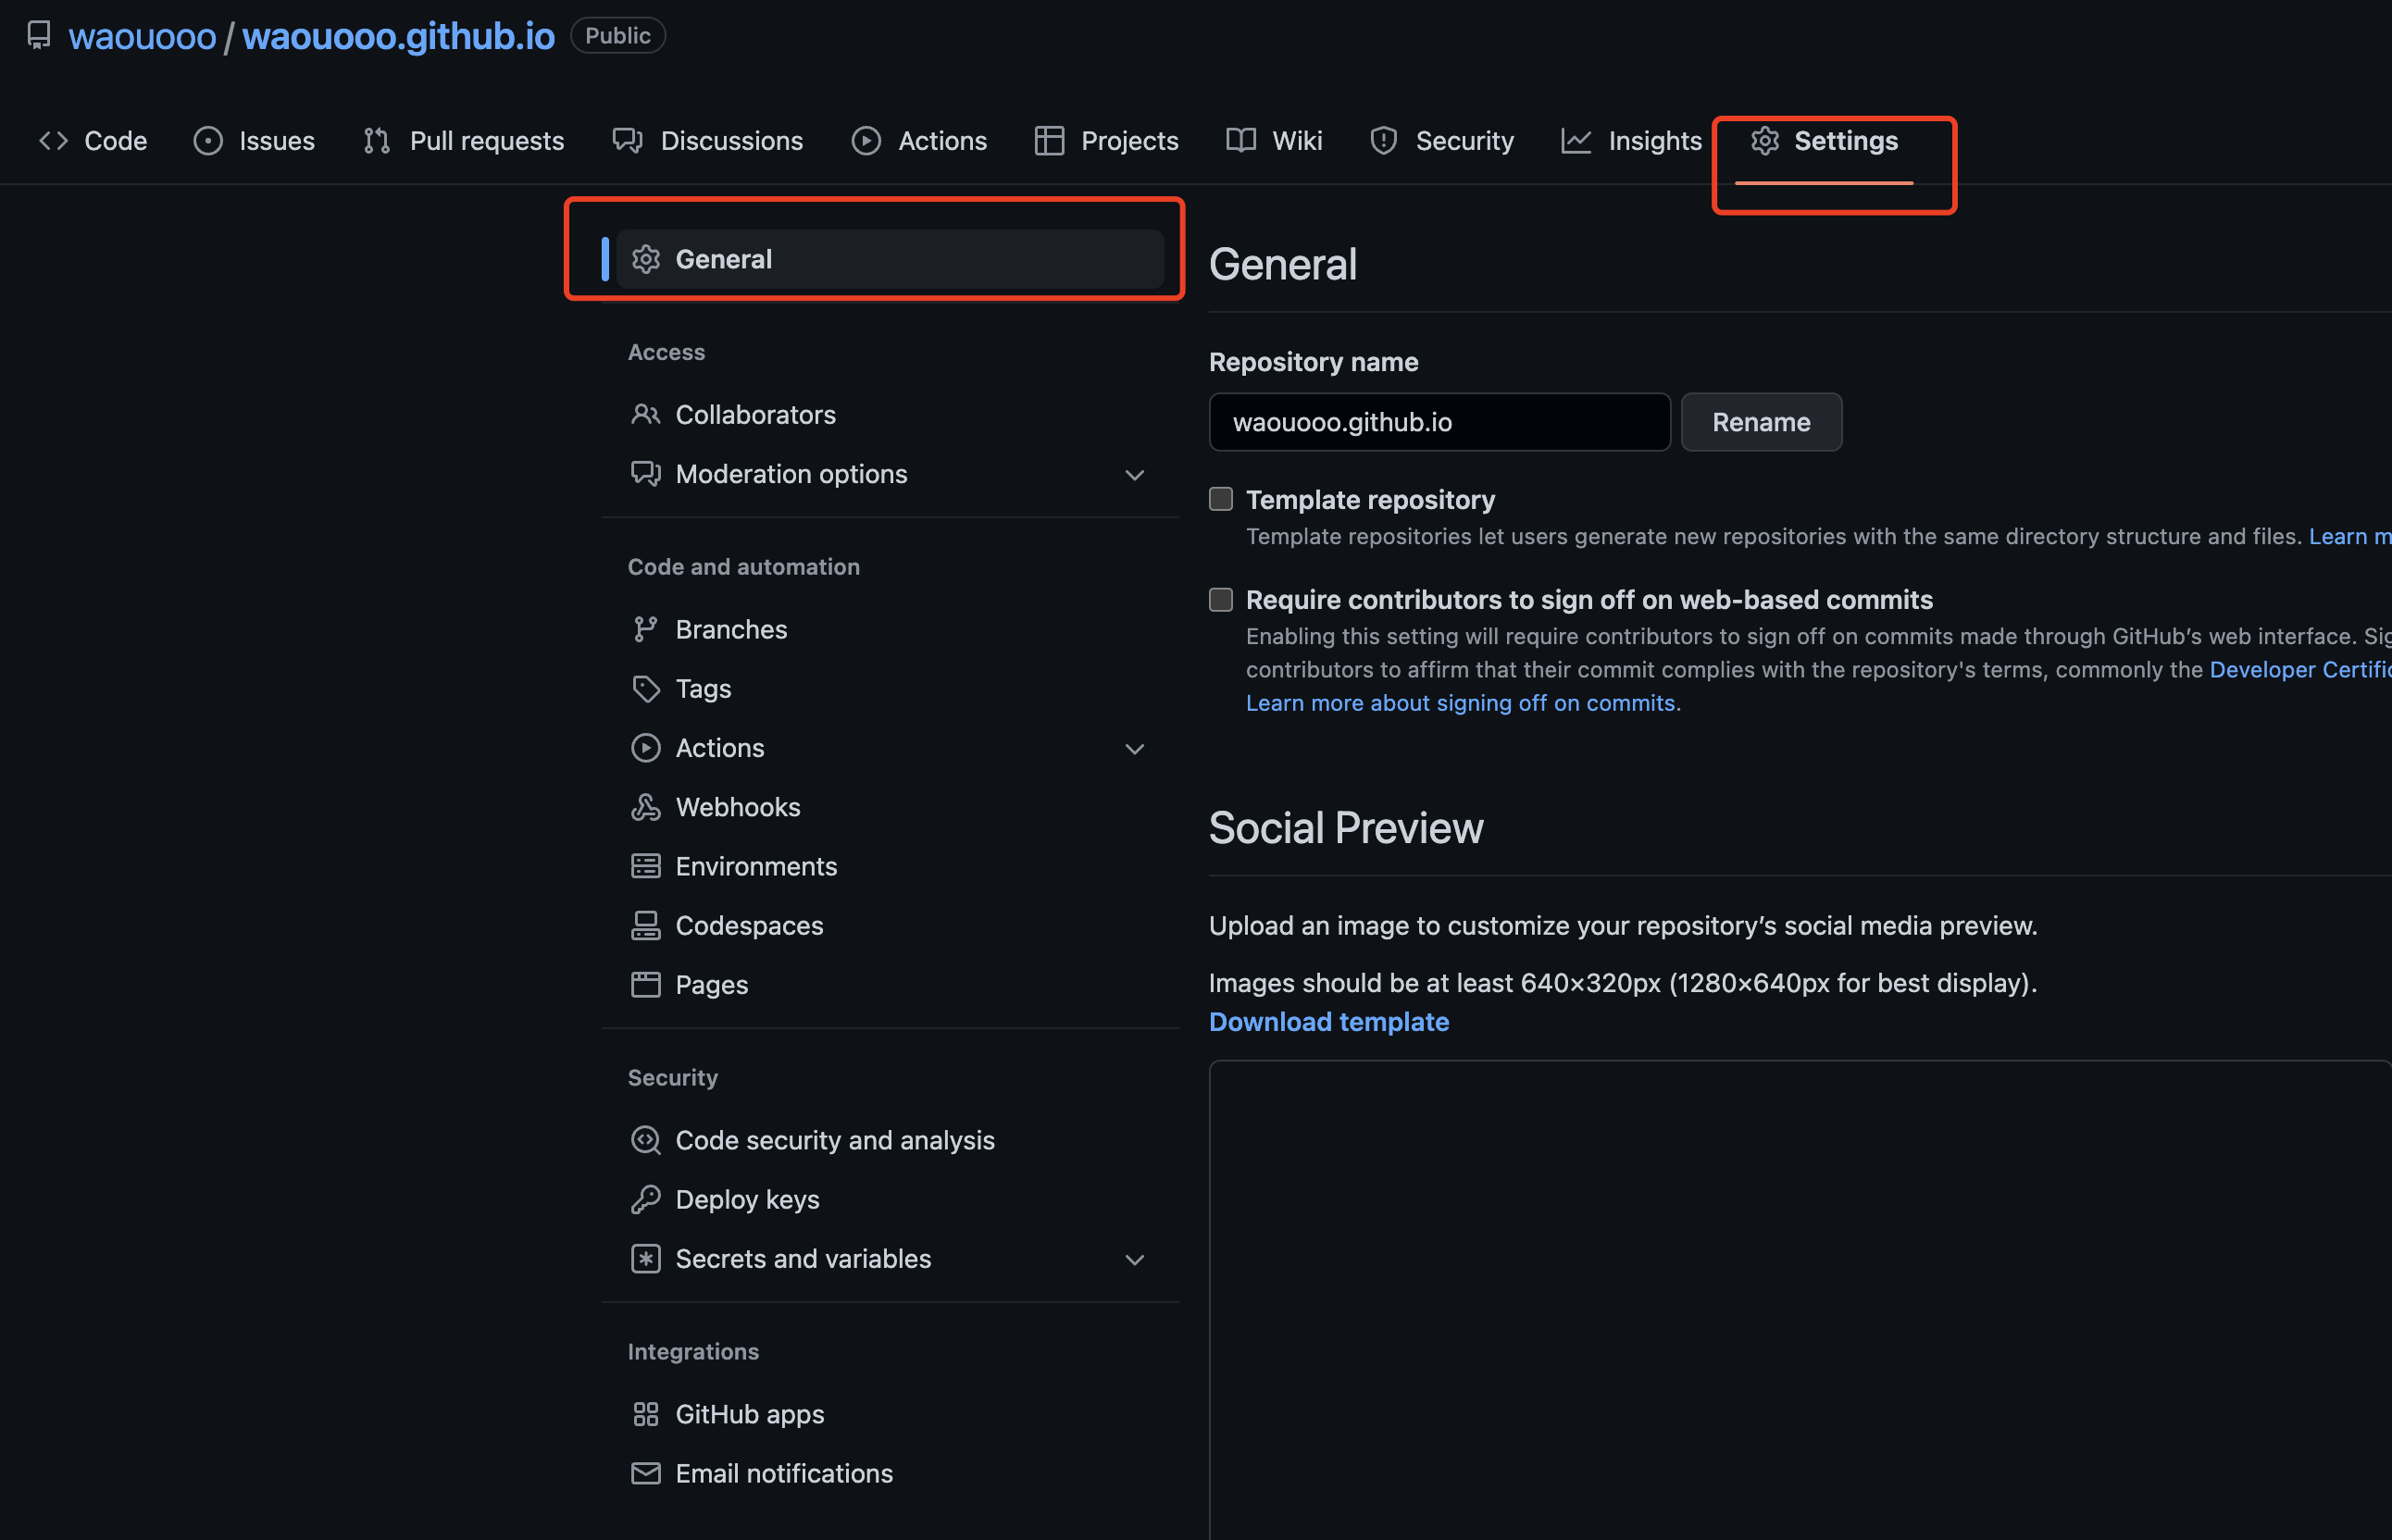 waouooo / waouooo.github.io Public
Code Issues Pull requests Discussions Actions Projects Wiki Security Insights Settings
General
Access
Collaborators
Moderation options
Code and automation
Branches
Tags
Actions
Webhooks
Environments
Codespaces
Pages
Security
Code security and analysis
Deploy keys
Secrets and variables
Integrations
GitHub apps
Email notifications
General
Repository name
waouooo.github.io Rename
Template repository
Template repositories let users generate new repositories with the same directory structure and files. Learn m
Require contributors to sign off on web-based commits
Enabling this setting will require contributors to sign off on commits made through GitHub’s web interface. Sig
contributors to affirm that their commit complies with the repository's terms, commonly the Developer Certific
Learn more about signing off on commits.
Social Preview
Upload an image to customize your repository’s social media preview.
Images should be at least 640×320px (1280×640px for best display).
Download template